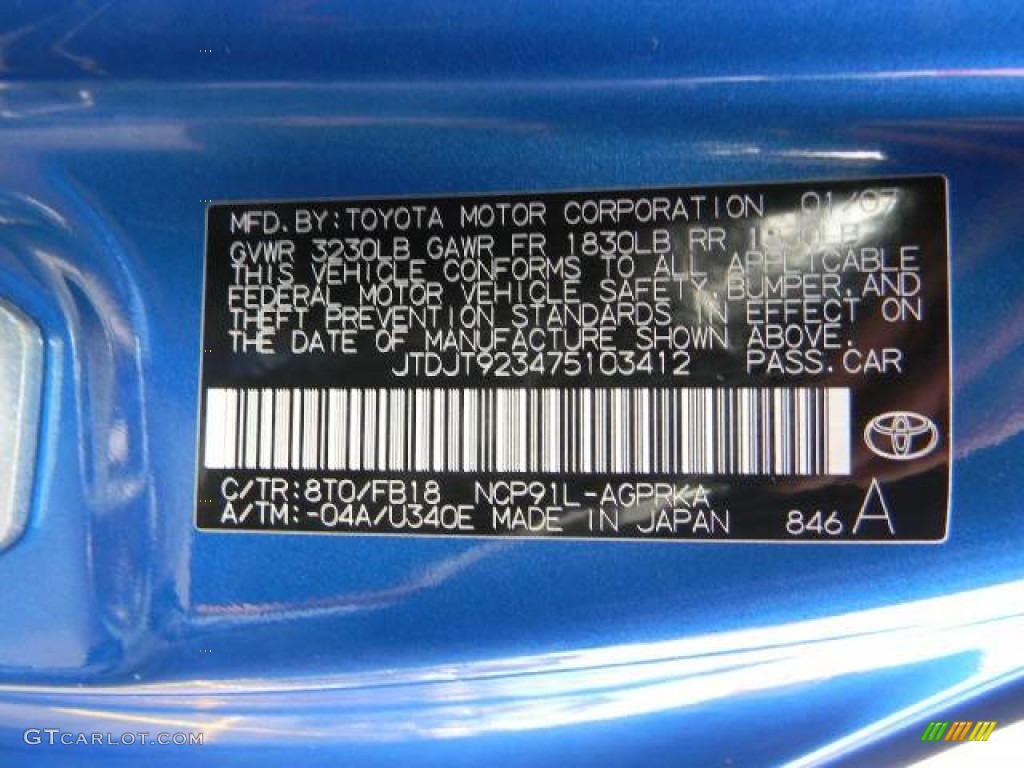 MFD. BY: TOYOTA MOTOR CORPORATION 01/07
GVWR 3230LB GAWR FR 1830LB RR 1830LB
THIS VEHICLE CONFORMS TO ALL APPLICABLE
FEDERAL MOTOR VEHICLE SAFETY, BUMPER, AND
THEFT PREVENTION STANDARDS IN EFFECT ON
THE DATE OF MANUFACTURE SHOWN ABOVE.
JTDJT923475103412 PASS. CAR
C/TR: 8T0/FB18 NCP91L-AGPRKA
A/TM: -04A/U340E MADE IN JAPAN 846 A
GTCARLOT.COM